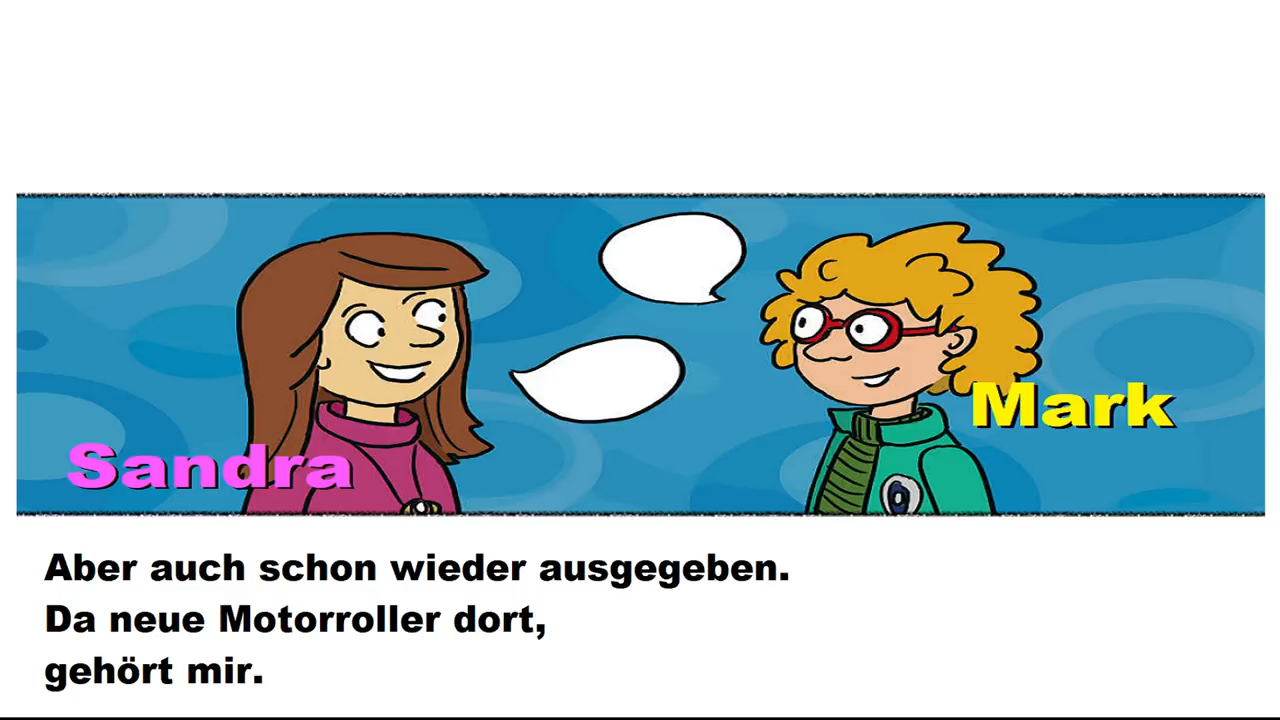 Sandra
Mark
Aber auch schon wieder ausgegeben.
Da neue Motorroller dort,
gehört mir.